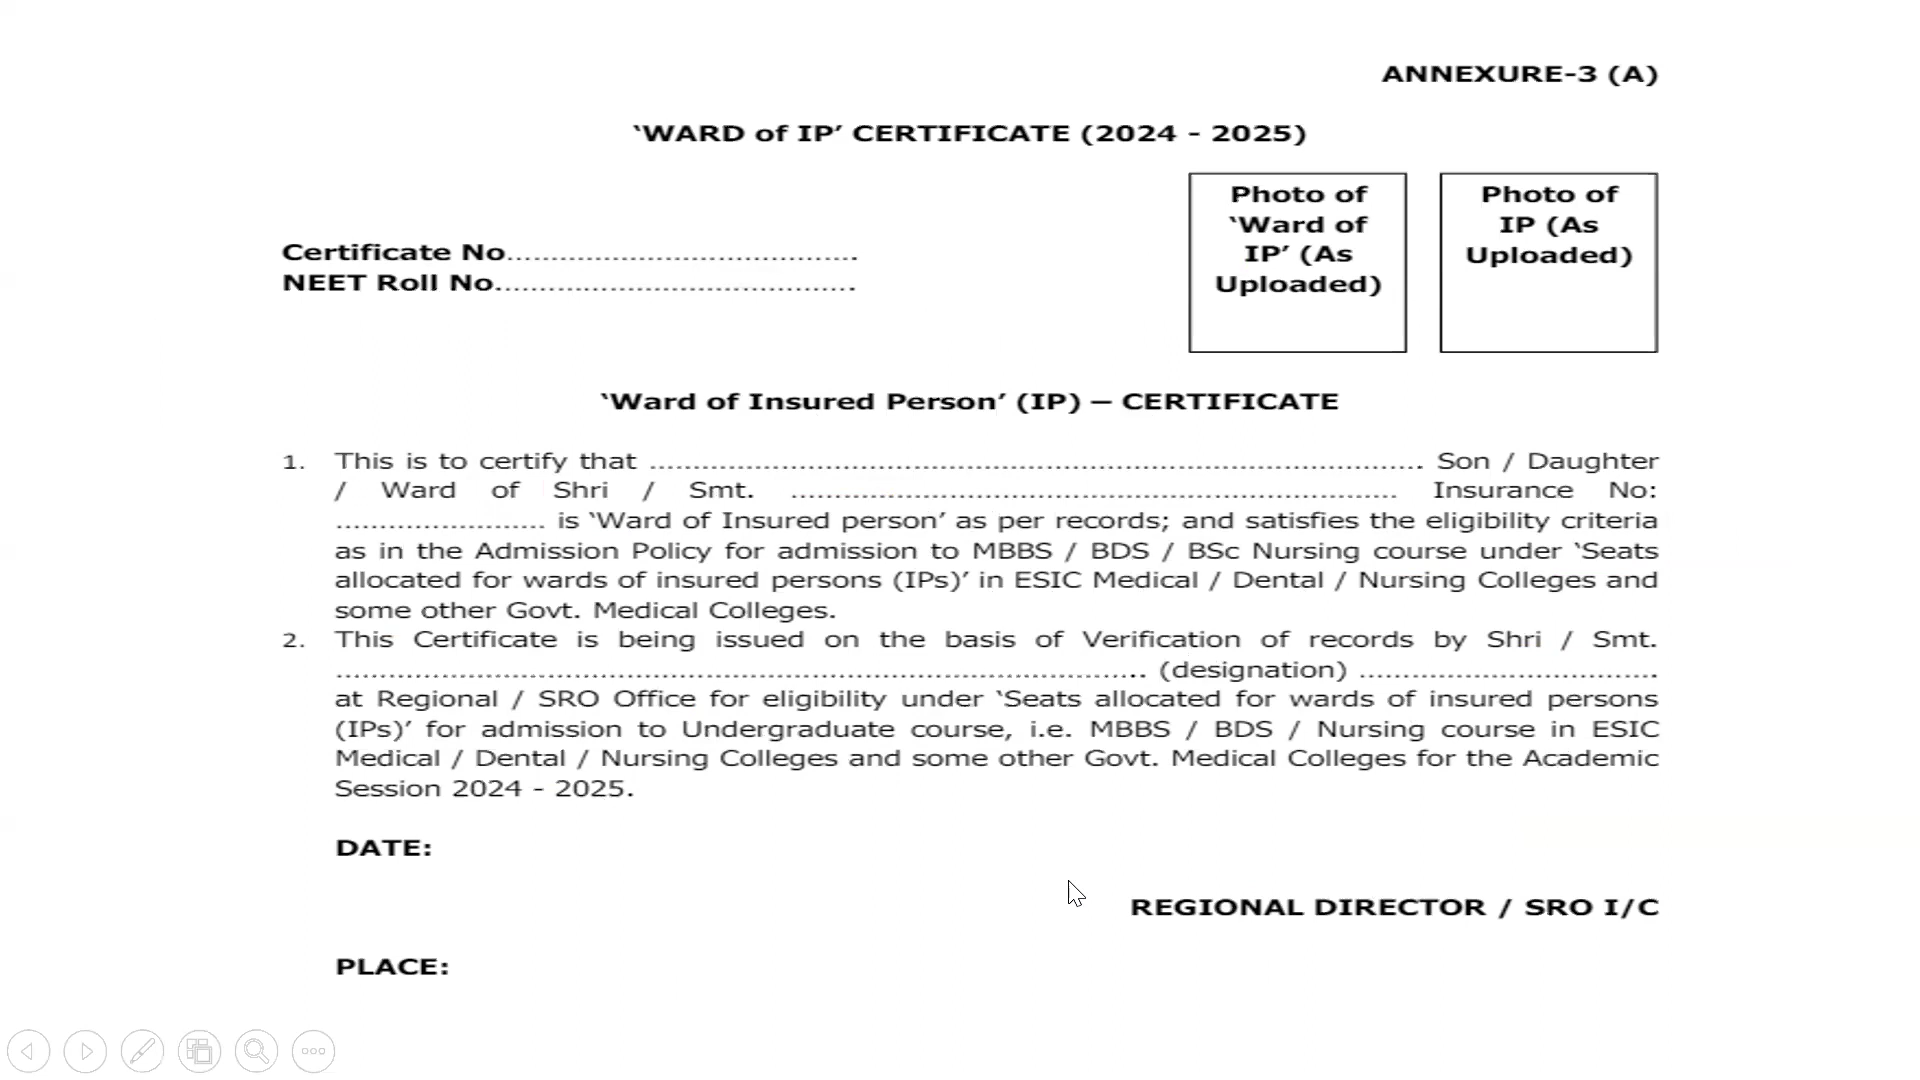 ANNEXURE-3 (A)
‘WARD of IP’ CERTIFICATE (2024 - 2025)
Photo of
‘Ward of
IP’ (As
Uploaded)
Photo of
IP (As
Uploaded)
Certificate No.......................................
NEET Roll No........................................
‘Ward of Insured Person’ (IP) – CERTIFICATE
1. This is to certify that ...................................................................................... Son / Daughter
/ Ward of Shri / Smt. .................................................................... Insurance No:
........................ is ‘Ward of Insured person’ as per records; and satisfies the eligibility criteria
as in the Admission Policy for admission to MBBS / BDS / BSc Nursing course under ‘Seats
allocated for wards of insured persons (IPs)’ in ESIC Medical / Dental / Nursing Colleges and
some other Govt. Medical Colleges.
2. This Certificate is being issued on the basis of Verification of records by Shri / Smt.
.......................................................................................... (designation) .................................
at Regional / SRO Office for eligibility under ‘Seats allocated for wards of insured persons
(IPs)’ for admission to Undergraduate course, i.e. MBBS / BDS / Nursing course in ESIC
Medical / Dental / Nursing Colleges and some other Govt. Medical Colleges for the Academic
Session 2024 - 2025.
DATE:
REGIONAL DIRECTOR / SRO I/C
PLACE: